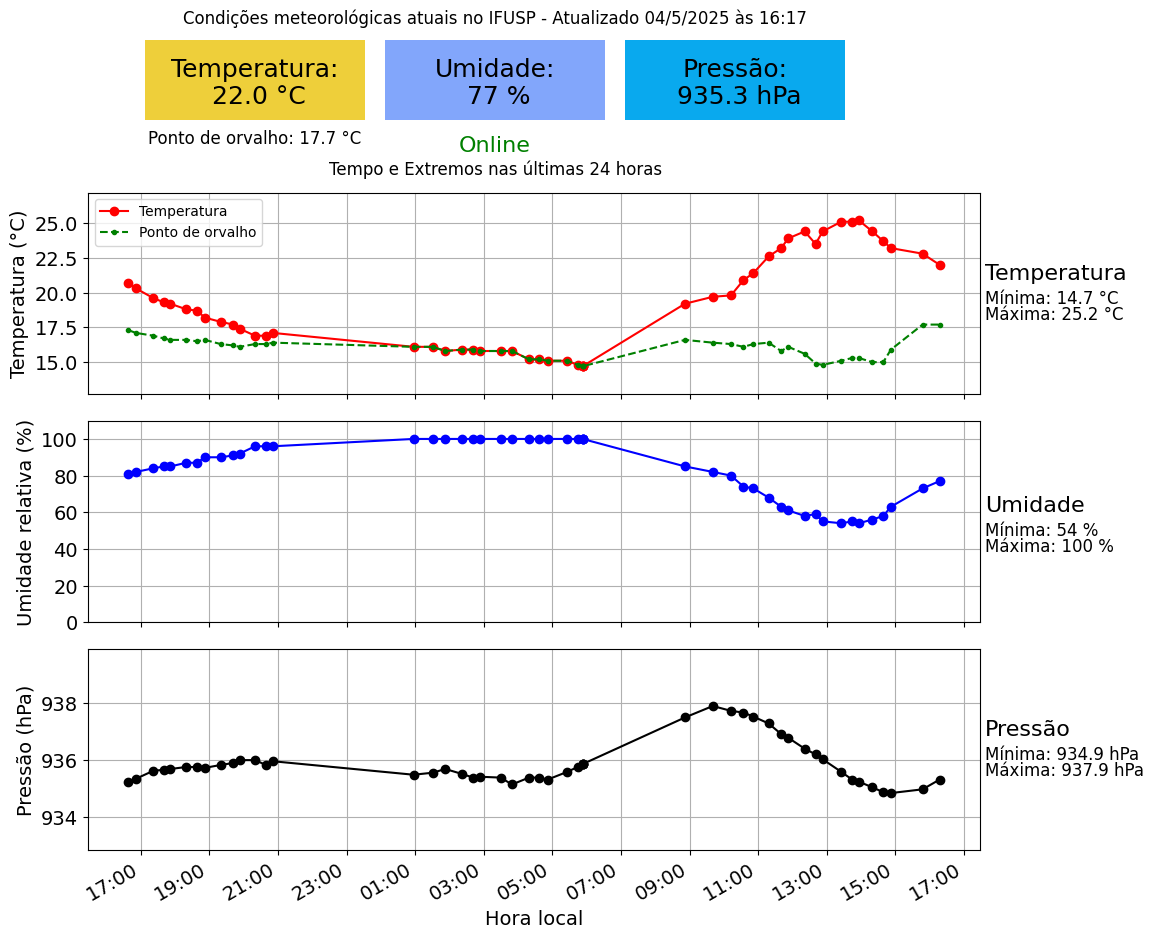 Condições meteorológicas atuais no IFUSP - Atualizado 04/5/2025 às 16:17
Temperatura:
22.0 °C
Umidade:
77 %
Pressão:
935.3 hPa
Ponto de orvalho: 17.7 °C
Online
Tempo e Extremos nas últimas 24 horas
Temperatura (°C)
25.0
22.5
20.0
17.5
15.0
Temperatura
Ponto de orvalho
Temperatura
Mínima: 14.7 °C
Máxima: 25.2 °C
Umidade relativa (%)
100
80
60
40
20
0
Umidade
Mínima: 54 %
Máxima: 100 %
Pressão (hPa)
938
936
934
Pressão
Mínima: 934.9 hPa
Máxima: 937.9 hPa
17:00 19:00 21:00 23:00 01:00 03:00 05:00 07:00 09:00 11:00 13:00 15:00 17:00
Hora local